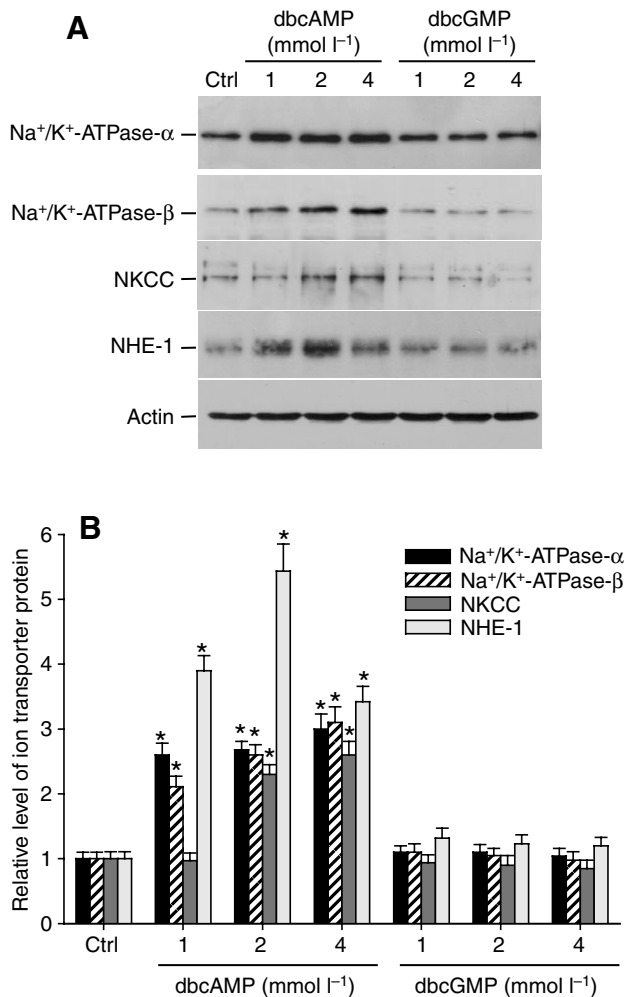 A
dbcAMP dbcGMP
(mmol l⁻¹) (mmol l⁻¹)
Ctrl 1 2 4 1 2 4
Na⁺/K⁺-ATPase-α
Na⁺/K⁺-ATPase-β
NKCC
NHE-1
Actin
B
Relative level of ion transporter protein
6
5
4
3
2
1
0
Na⁺/K⁺-ATPase-α
Na⁺/K⁺-ATPase-β
NKCC
NHE-1
* * *
* * * *
* * * *
Ctrl 1 2 4 1 2 4
dbcAMP (mmol l⁻¹) dbcGMP (mmol l⁻¹)